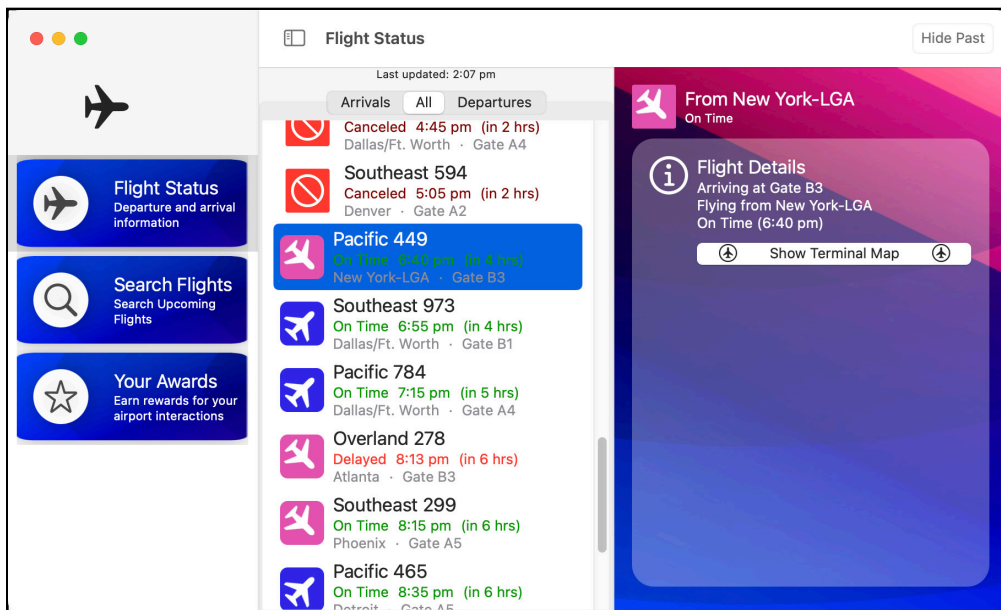 Flight Status
Hide Past
Flight Status
Departure and arrival
information
Search Flights
Search Upcoming
Flights
Your Awards
Earn rewards for your
airport interactions
Last updated: 2:07 pm
Arrivals All Departures
Canceled 4:45 pm (in 2 hrs)
Dallas/Ft. Worth · Gate A4
Southeast 594
Canceled 5:05 pm (in 2 hrs)
Denver · Gate A2
Pacific 449
On Time 6:40 pm (in 4 hrs)
New York-LGA · Gate B3
Southeast 973
On Time 6:55 pm (in 4 hrs)
Dallas/Ft. Worth · Gate B1
Pacific 784
On Time 7:15 pm (in 5 hrs)
Dallas/Ft. Worth · Gate A4
Overland 278
Delayed 8:13 pm (in 6 hrs)
Atlanta · Gate B3
Southeast 299
On Time 8:15 pm (in 6 hrs)
Phoenix · Gate A5
Pacific 465
On Time 8:35 pm (in 6 hrs)
Detroit · Gate A5
From New York-LGA
On Time
Flight Details
Arriving at Gate B3
Flying from New York-LGA
On Time (6:40 pm)
Show Terminal Map